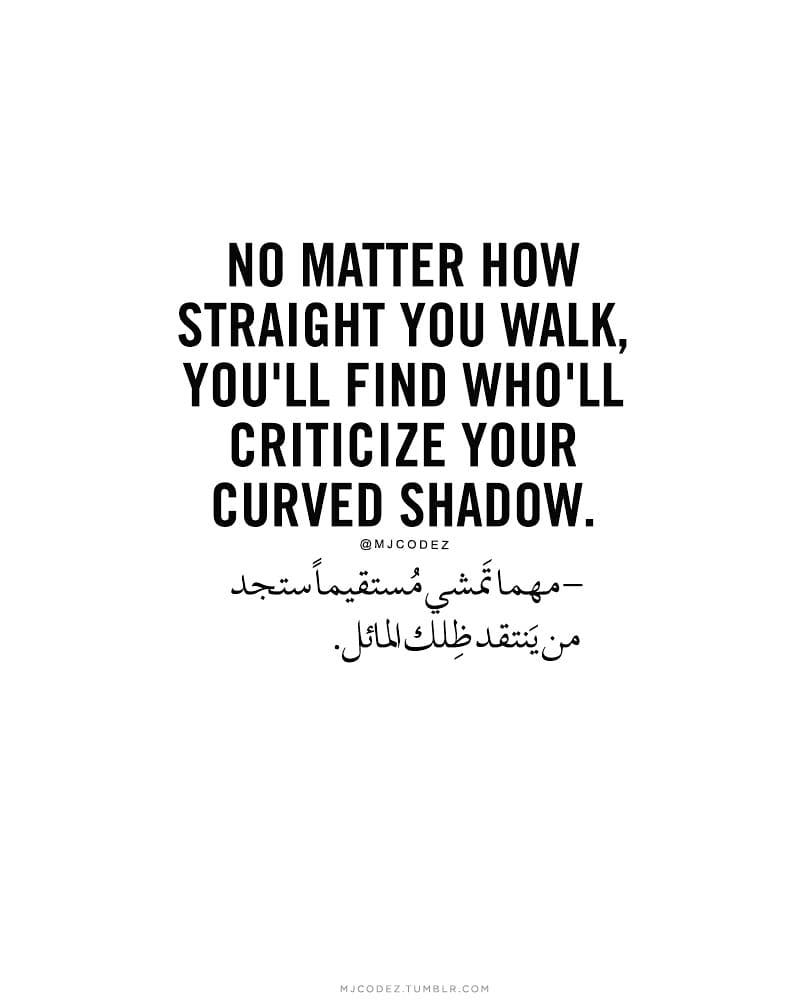 NO MATTER HOW
STRAIGHT YOU WALK,
YOU'LL FIND WHO'LL
CRITICIZE YOUR
CURVED SHADOW.
@MJCODEZ
– مهما تَمشي مُستقيماً ستجد
من يَنتقد ظِلك المائل.
MJCODEZ.TUMBLR.COM